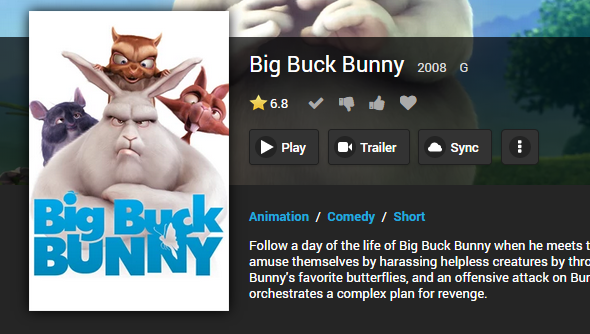 Big Buck Bunny 2008 G
6.8
Play Trailer Sync
Big Buck
BUNNY
Animation / Comedy / Short
Follow a day of the life of Big Buck Bunny when he meets
amuse themselves by harassing helpless creatures by
Bunny's favorite butterflies, and an offensive attack on
orchestrates a complex plan for revenge.